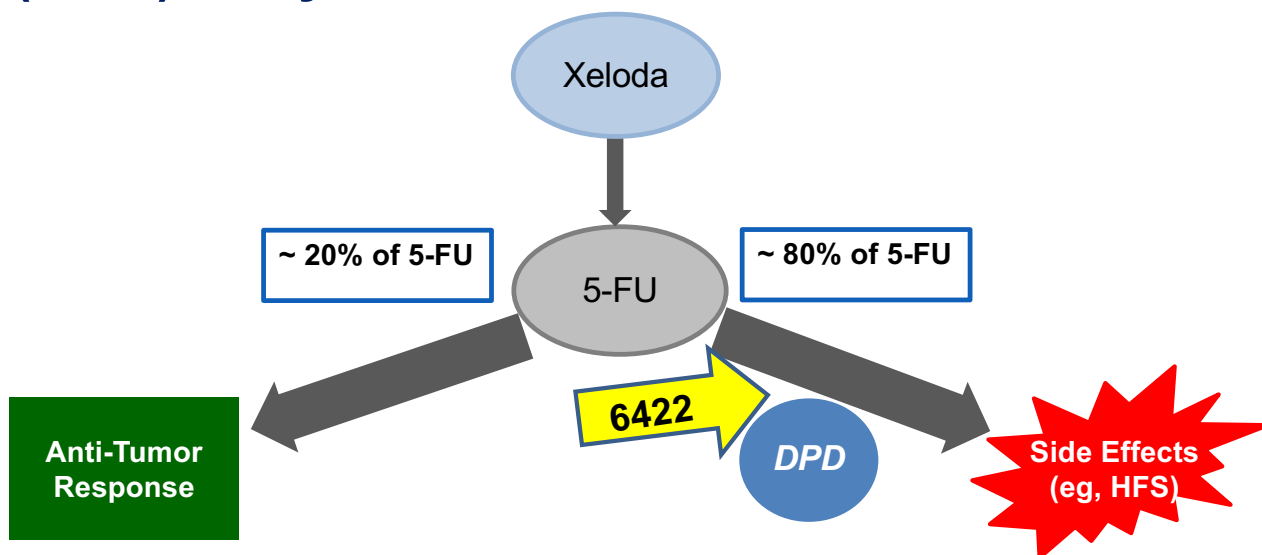 Xeloda
~ 20% of 5-FU
~ 80% of 5-FU
5-FU
6422
DPD
Anti-Tumor
Response
Side Effects
(eg, HFS)